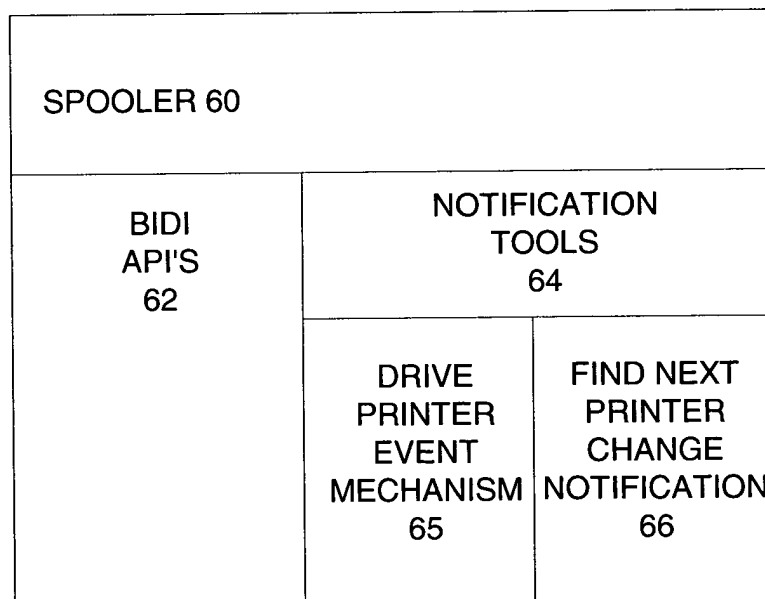 SPOOLER 60
BIDI
API'S
62
NOTIFICATION
TOOLS
64
DRIVE
PRINTER
EVENT
MECHANISM
65
FIND NEXT
PRINTER
CHANGE
NOTIFICATION
66